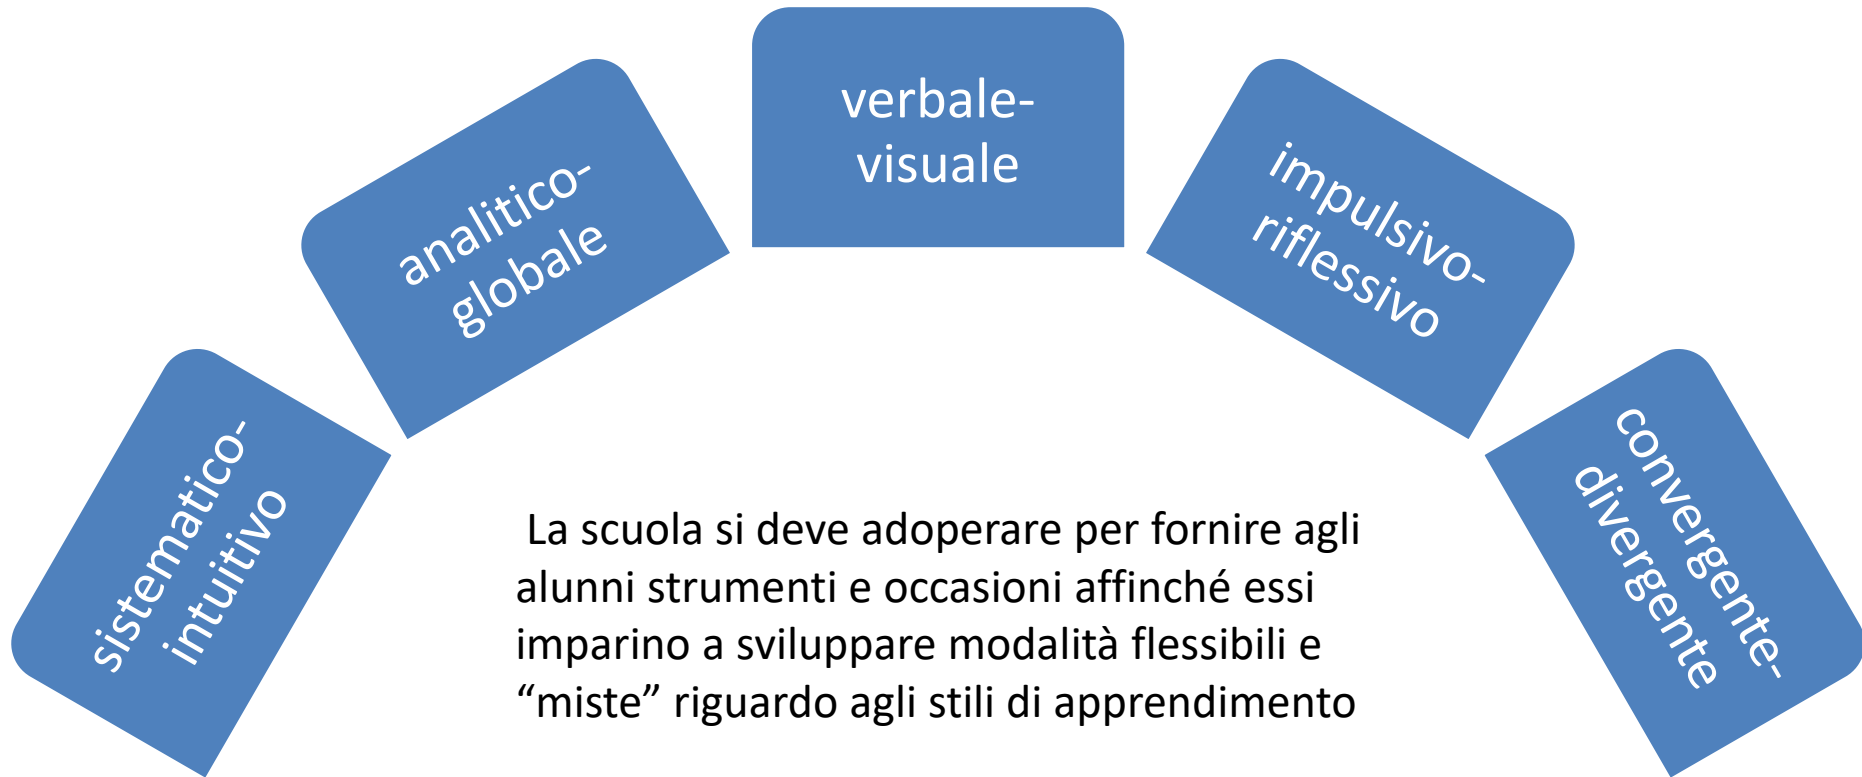 sistematico-
intuitivo
analitico-
globale
verbale-
visuale
impulsivo-
riflessivo
convergente-
divergente
La scuola si deve adoperare per fornire agli
alunni strumenti e occasioni affinché essi
imparino a sviluppare modalità flessibili e
“miste” riguardo agli stili di apprendimento